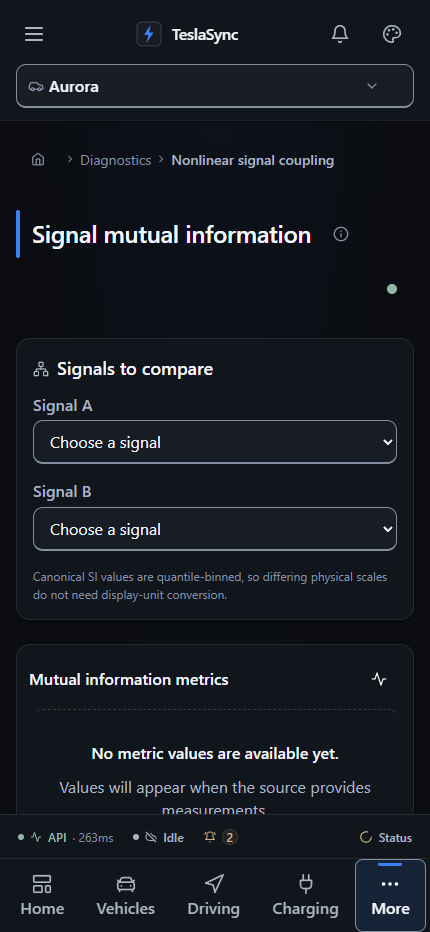 TeslaSync
Aurora
Diagnostics
Nonlinear signal coupling
Signal mutual information
Signals to compare
Signal A
Choose a signal
Signal B
Choose a signal
Canonical SI values are quantile-binned, so differing physical scales
do not need display-unit conversion.
Mutual information metrics
No metric values are available yet.
Values will appear when the source provides
measurements.
API · 263ms
Idle
2
Status
Home
Vehicles
Driving
Charging
More